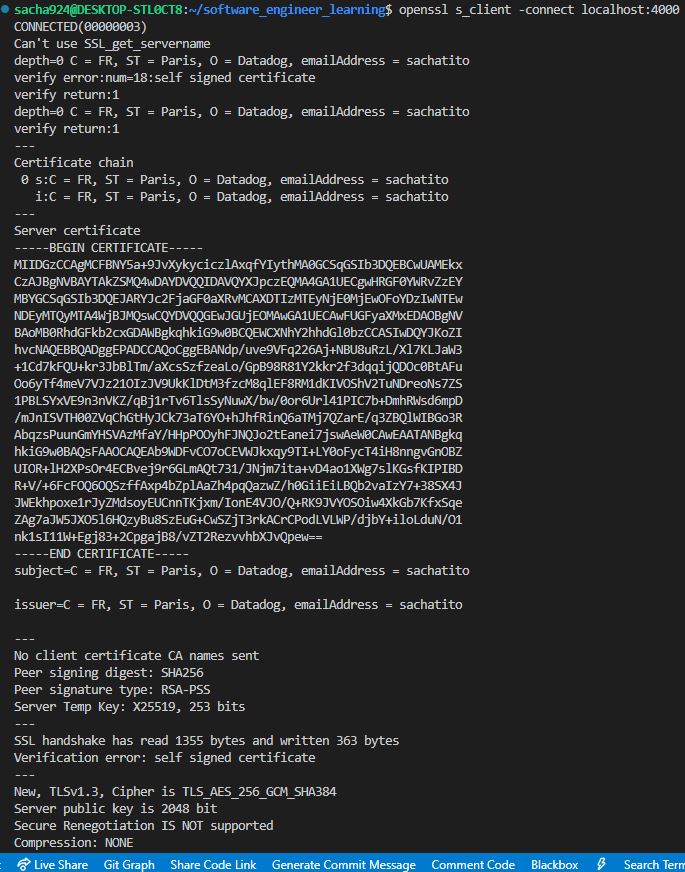 sacha924@DESKTOP-STL0CT8:~/software_engineer_learning$ openssl s_client -connect localhost:4000
CONNECTED(00000003)
Can't use SSL_get_servername
depth=0 C = FR, ST = Paris, O = Datadog, emailAddress = sachatito
verify error:num=18:self signed certificate
verify return:1
depth=0 C = FR, ST = Paris, O = Datadog, emailAddress = sachatito
verify return:1
---
Certificate chain
 0 s:C = FR, ST = Paris, O = Datadog, emailAddress = sachatito
   i:C = FR, ST = Paris, O = Datadog, emailAddress = sachatito
---
Server certificate
-----BEGIN CERTIFICATE-----
MIIDGzCCAgMCFBNY5a+9JvXykyciczlAxqfYIythMA0GCSqGSIb3DQEBCwUAMEkx
CzAJBgNVBAYTAkZSMQ4wDAYDVQQIDAVQYXJpczEQMA4GA1UECgwHRGF0YWRvZzEY
MBYGCSqGSIb3DQEJARYJc2FjaGF0aXRvMCAXDTIzMTEyNjE0MjEwOFoYDzIwNTEw
NDEyMTQyMTA4WjBJMQswCQYDVQQGEwJGUjEOMAwGA1UECAwFUGFyaXMxEDAOBgNV
BAoMB0RhdGFkb2cxGDAWBgkqhkiG9w0BCQEWCXNhY2hhdGl0bzCCASIwDQYJKoZI
hvcNAQEBBQADggEPADCCAQoCggEBANdp/uve9VFq226Aj+NBU8uRzL/Xl7KLJaW3
+1Cd7kFQU+kr3JbBlTm/aXcsSzfzeaLo/GpB98R81Y2kkr2f3dqqijQDOc0BtAFu
Oo6yTf4meV7VJz21OIzJV9UkKlDtM3fzcM8qlEF8RM1dKIVOShV2TuNDreoNs7ZS
1PBLSYxVE9n3nVKZ/qBj1rTv6TlsSyNuwX/bw/0or6Url41PIC7b+DmhRWsd6mpD
/mJnISVTH00ZVqChGtHyJCk73aT6YO+hJhfRinQ6aTMj7QZarE/q3ZBQlWIBGo3R
AbqzsPuunGmYHSVAzMfaY/HHpPOOyhFJNQJo2tEanei7jswAeW0CAwEAATANBgkq
hkiG9w0BAQsFAAOCAQEAb9WDFvCO7oCEVWJkxqy9TI+LY0oFycT4iH8nngvGnOBZ
UIOR+lH2XPsOr4ECBvej9r6GLmAQt731/JNjm7ita+vD4ao1XWg7slKGsfKIPIBD
R+V/+6FcFOQ6OQSzffAxp4bZplAaZh4pqQazwZ/h0GiiEiLBQb2vaIzY7+38SX4J
JWEkhpoxe1rJyZMdsoyEUCnnTKjxm/IonE4VJO/Q+RK9JVYOSOiw4XkGb7KfxSqe
ZAg7aJW5JXO5l6HQzyBu8SzEuG+CwSZjT3rkACrCPodLVLWP/djbY+iloLduN/O1
nk1sI11W+Egj83+2CpgajB8/vZT2RezvvhbXJvQpew==
-----END CERTIFICATE-----
subject=C = FR, ST = Paris, O = Datadog, emailAddress = sachatito
issuer=C = FR, ST = Paris, O = Datadog, emailAddress = sachatito
---
No client certificate CA names sent
Peer signing digest: SHA256
Peer signature type: RSA-PSS
Server Temp Key: X25519, 253 bits
---
SSL handshake has read 1355 bytes and written 363 bytes
Verification error: self signed certificate
---
New, TLSv1.3, Cipher is TLS_AES_256_GCM_SHA384
Server public key is 2048 bit
Secure Renegotiation IS NOT supported
Compression: NONE
Live Share Git Graph Share Code Link Generate Commit Message Comment Code Blackbox Search Term